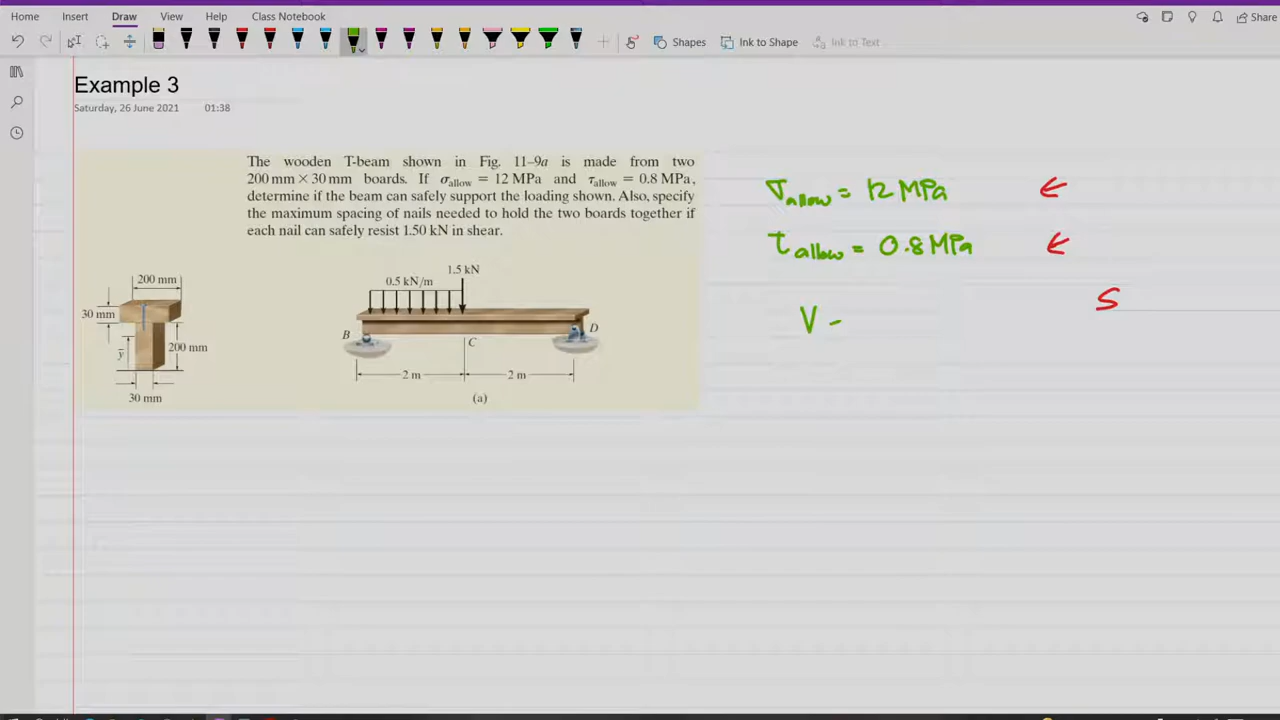 Home Insert Draw View Help Class Notebook
Share
Shapes Ink to Shape Ink to Text
Example 3
Saturday, 26 June 2021 01:38
The wooden T-beam shown in Fig. 11–9a is made from two
200 mm × 30 mm boards. If σallow = 12 MPa and τallow = 0.8 MPa,
determine if the beam can safely support the loading shown. Also, specify
the maximum spacing of nails needed to hold the two boards together if
each nail can safely resist 1.50 kN in shear.
σallow = 12 MPa ←
τallow = 0.8 MPa ←
S
V -
200 mm
30 mm
ȳ
200 mm
30 mm
1.5 kN
0.5 kN/m
B
D
C
2 m
2 m
(a)